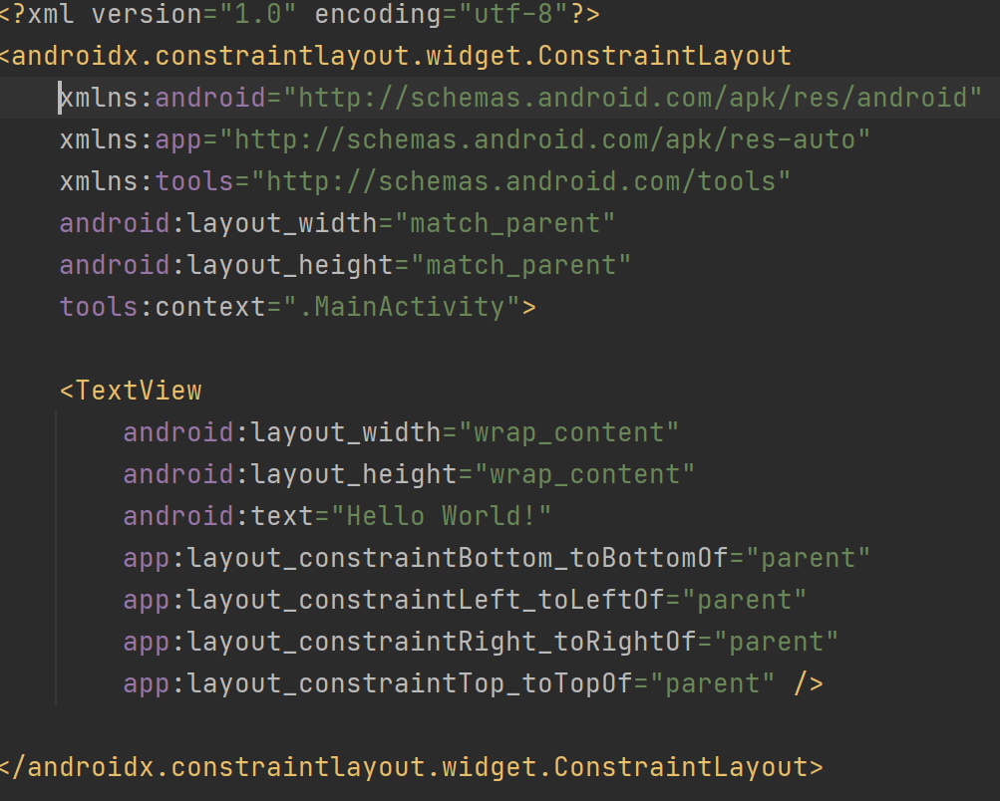 <?xml version="1.0" encoding="utf-8"?>
<androidx.constraintlayout.widget.ConstraintLayout
    xmlns:android="http://schemas.android.com/apk/res/android"
    xmlns:app="http://schemas.android.com/apk/res-auto"
    xmlns:tools="http://schemas.android.com/tools"
    android:layout_width="match_parent"
    android:layout_height="match_parent"
    tools:context=".MainActivity">

    <TextView
        android:layout_width="wrap_content"
        android:layout_height="wrap_content"
        android:text="Hello World!"
        app:layout_constraintBottom_toBottomOf="parent"
        app:layout_constraintLeft_toLeftOf="parent"
        app:layout_constraintRight_toRightOf="parent"
        app:layout_constraintTop_toTopOf="parent" />

</androidx.constraintlayout.widget.ConstraintLayout>